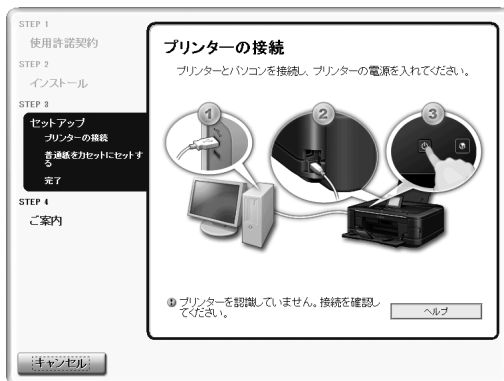 STEP 1
使用許諾契約
STEP 2
インストール
STEP 3
セットアップ
プリンターの接続
普通紙をカセットにセットす
る
完了
STEP 4
ご案内
プリンターの接続
プリンターとパソコンを接続し、プリンターの電源を入れてください。
1
2
3
プリンターを認識していません。接続を確認し
てください。
ヘルプ
キャンセル